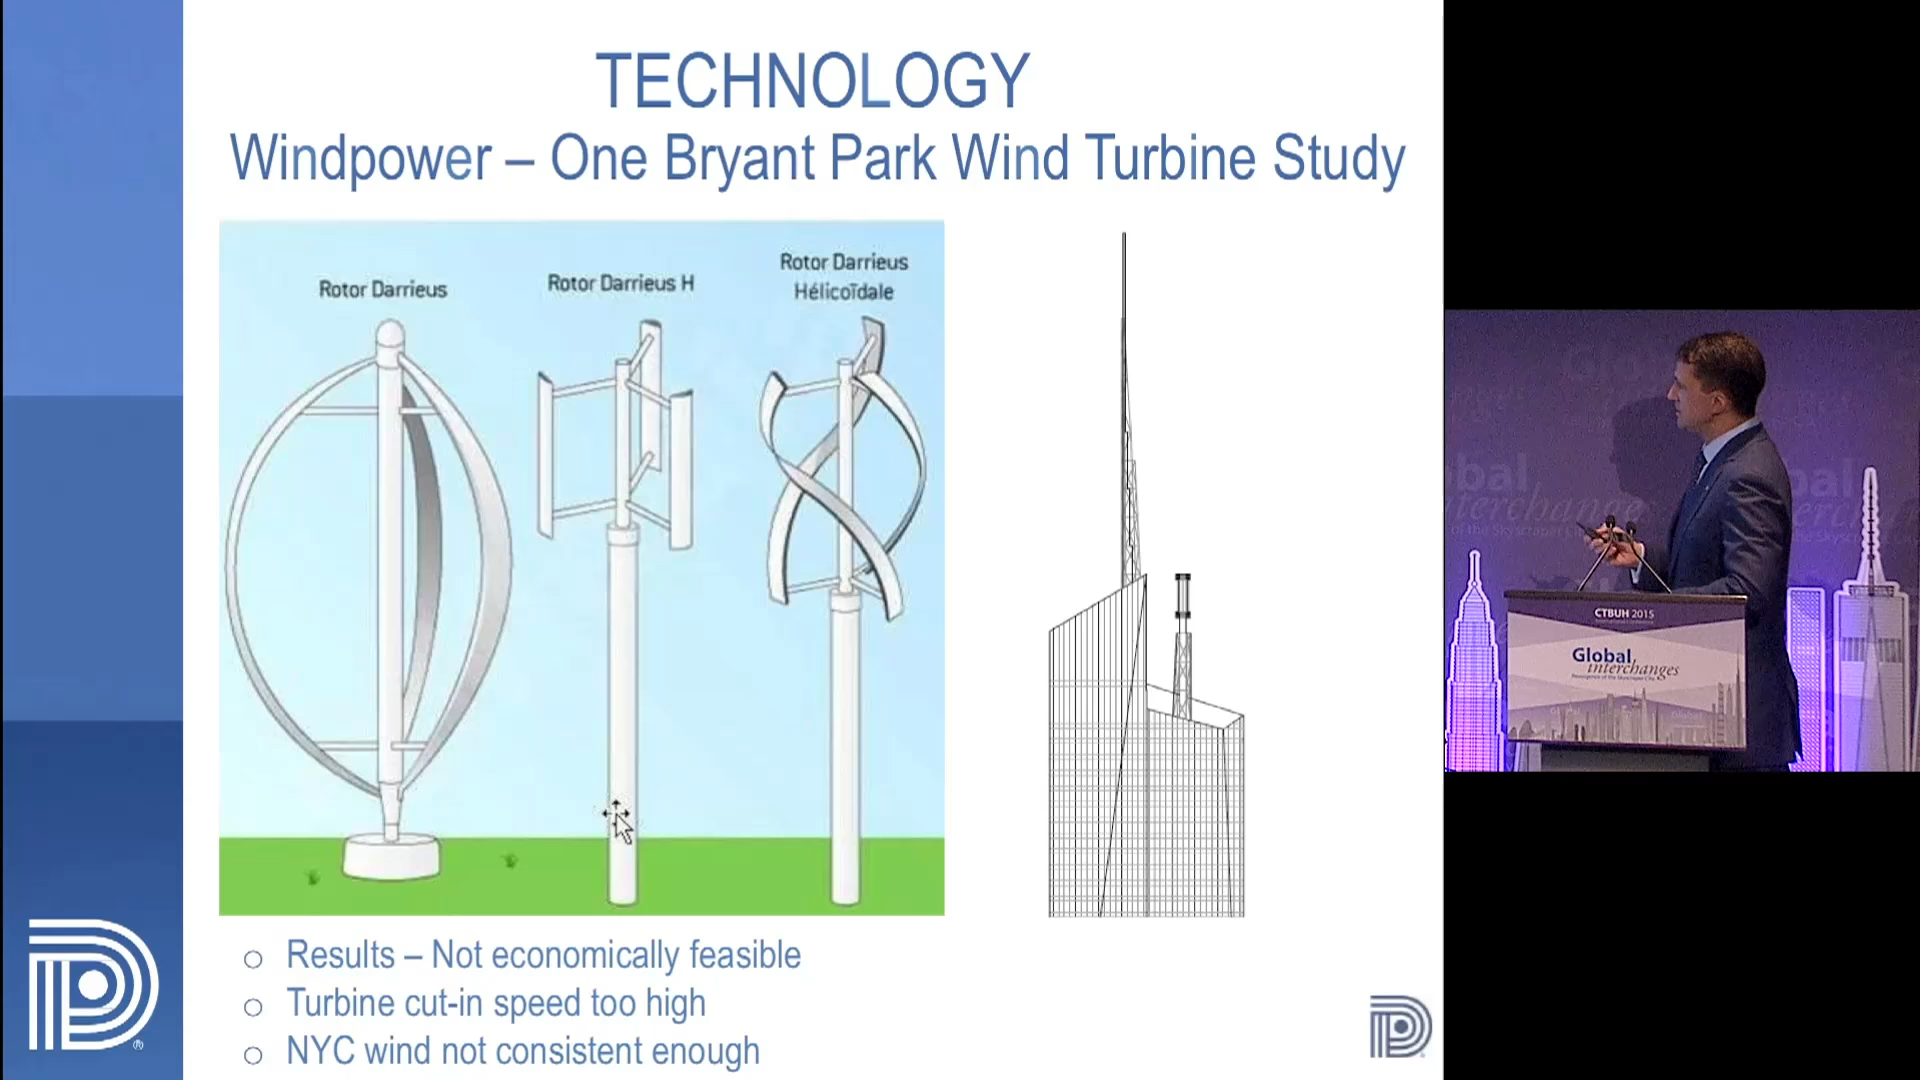 TECHNOLOGY
Windpower – One Bryant Park Wind Turbine Study
Rotor Darrieus
Rotor Darrieus H
Rotor Darrieus
Hélicoïdale
o Results – Not economically feasible
o Turbine cut-in speed too high
o NYC wind not consistent enough
CTBUH 2015
Global
interchanges